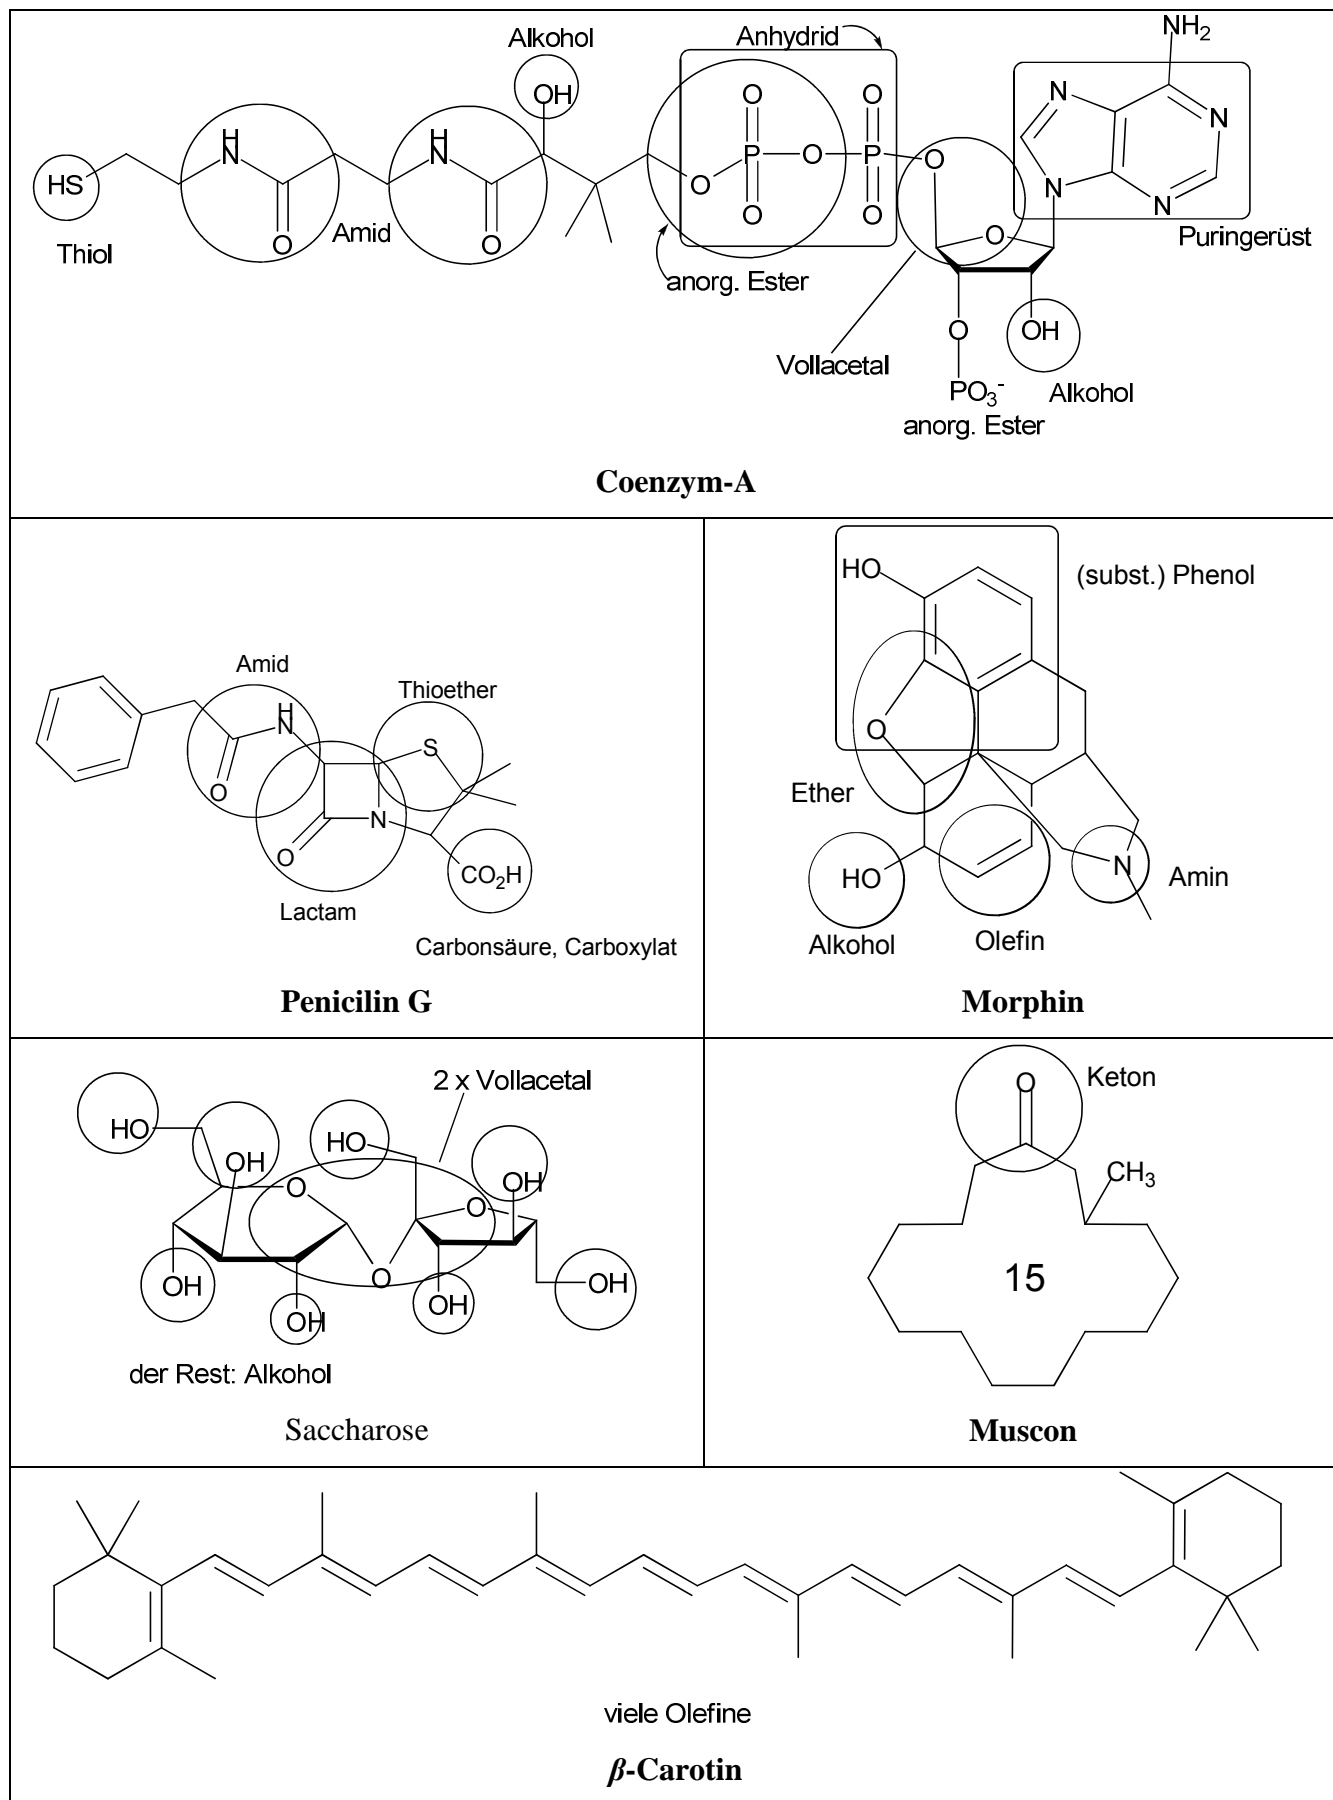 Alkohol
Anhydrid
NH2
OH
O
O
N
N
H
N
H
N
HS
O
P
O
P
O
O
O
O
O
O
N
N
O
Thiol
Amid
anorg. Ester
Puringerüst
O
OH
Vollacetal
PO3-
Alkohol
anorg. Ester
Coenzym-A
HO
(subst.) Phenol
Amid
Thioether
H
N
S
O
O
Ether
N
O
CO2H
HO
N
Amin
Lactam
Alkohol
Olefin
Carbonsäure, Carboxylat
Penicilin G
Morphin
2 x Vollacetal
HO
HO
OH
OH
O
O
OH
O
OH
OH
OH
der Rest: Alkohol
Saccharose
O
Keton
CH3
15
Muscon
viele Olefine
β-Carotin